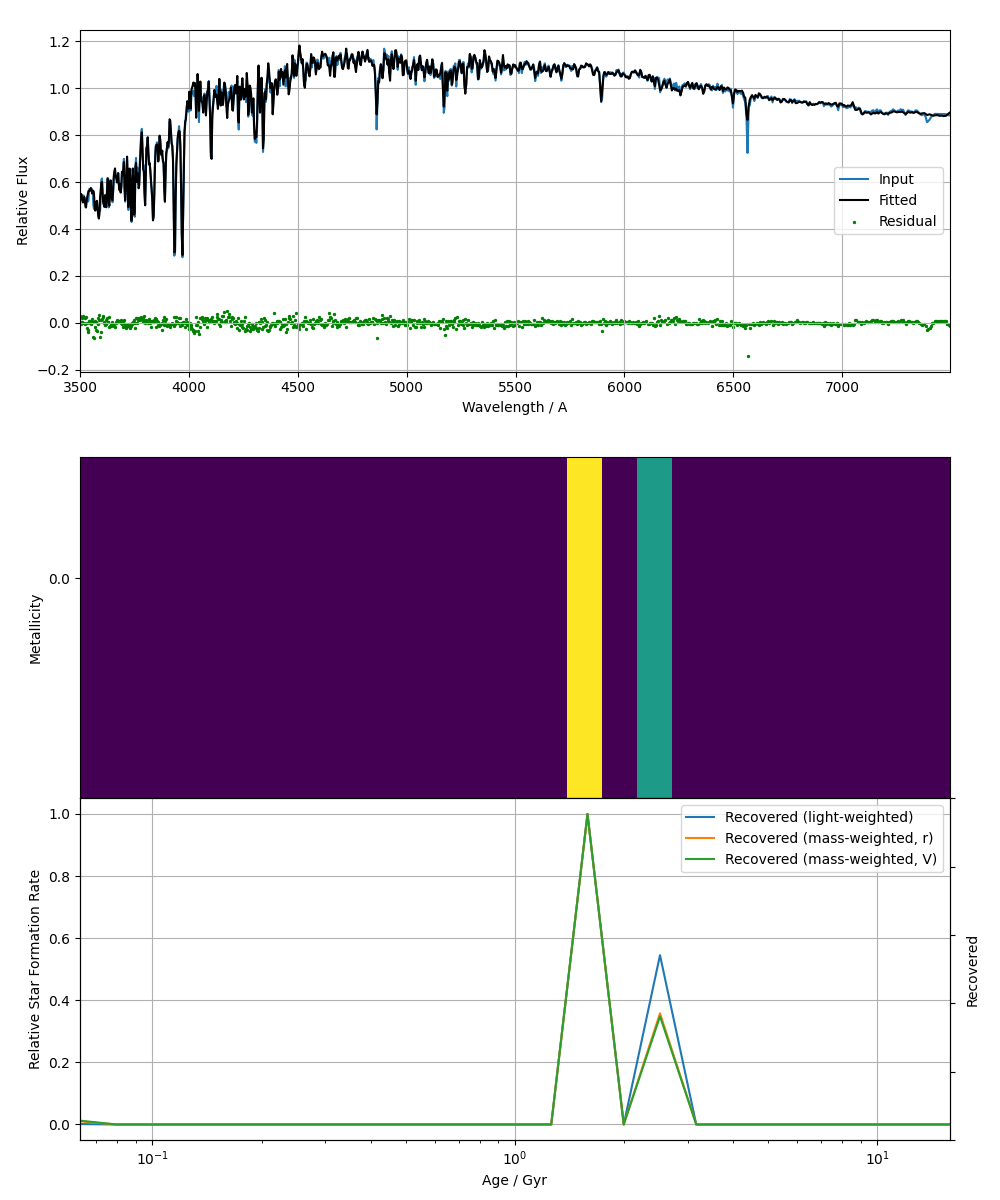 1.2
1.0
0.8
0.6
0.4
0.2
0.0
−0.2
Relative Flux
Input
Fitted
Residual
3500 4000 4500 5000 5500 6000 6500 7000
Wavelength / A
0.0
Metallicity
1.0
0.8
0.6
0.4
0.2
0.0
Relative Star Formation Rate
Recovered (light-weighted)
Recovered (mass-weighted, r)
Recovered (mass-weighted, V)
Recovered
10⁻¹ 10⁰ 10¹
Age / Gyr